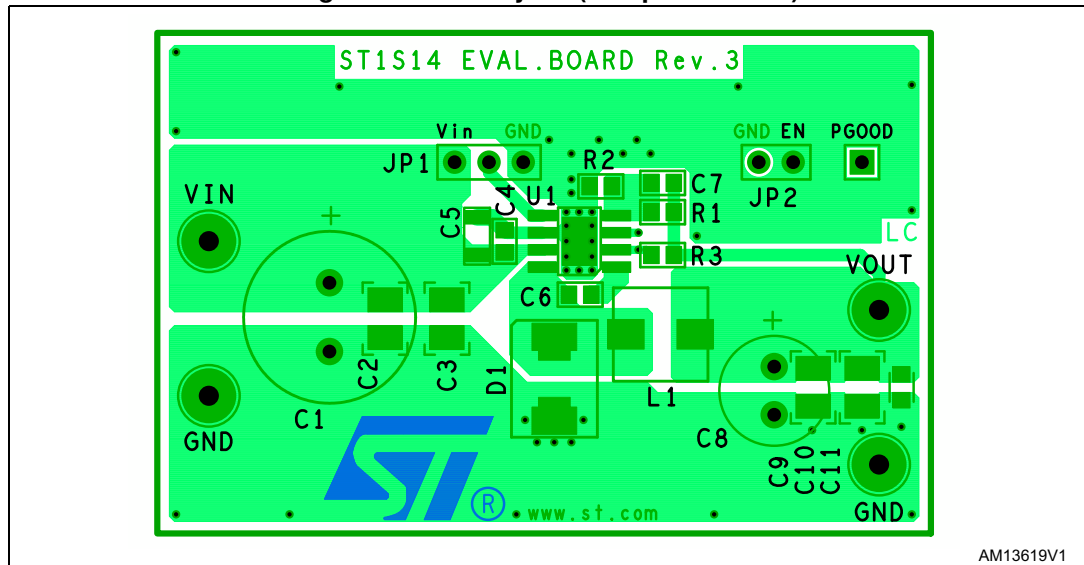 ST1S14 EVAL.BOARD Rev.3
Vin GND
GND EN PGOOD
JP1
R2
C7
JP2
VIN
U1
C4
C5
R1
LC
R3
VOUT
C6
C2
C3
D1
L1
C1
GND
C8
C9
C10
C11
ST
®
www.st.com
GND
AM13619V1